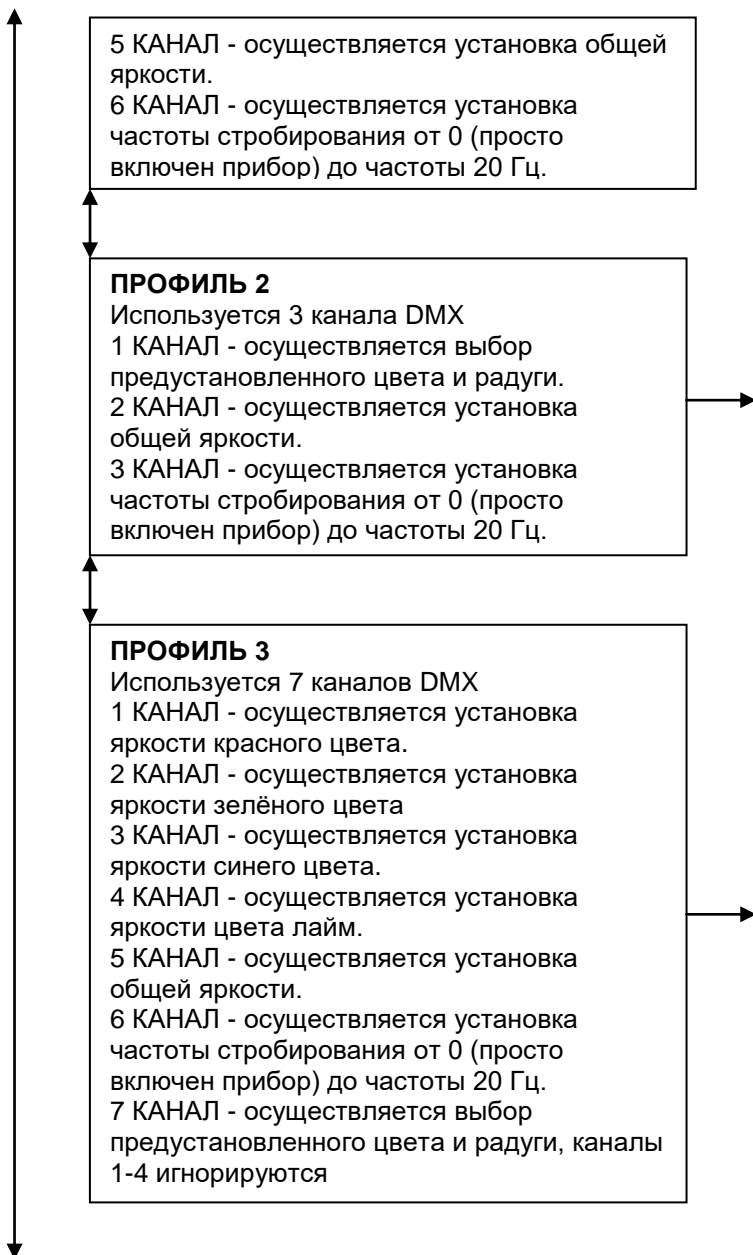 5 КАНАЛ - осуществляется установка общей
яркости.
6 КАНАЛ - осуществляется установка
частоты стробирования от 0 (просто
включен прибор) до частоты 20 Гц.
ПРОФИЛЬ 2
Используется 3 канала DMX
1 КАНАЛ - осуществляется выбор
предустановленного цвета и радуги.
2 КАНАЛ - осуществляется установка
общей яркости.
3 КАНАЛ - осуществляется установка
частоты стробирования от 0 (просто
включен прибор) до частоты 20 Гц.
ПРОФИЛЬ 3
Используется 7 каналов DMX
1 КАНАЛ - осуществляется установка
яркости красного цвета.
2 КАНАЛ - осуществляется установка
яркости зелёного цвета
3 КАНАЛ - осуществляется установка
яркости синего цвета.
4 КАНАЛ - осуществляется установка
яркости цвета лайм.
5 КАНАЛ - осуществляется установка
общей яркости.
6 КАНАЛ - осуществляется установка
частоты стробирования от 0 (просто
включен прибор) до частоты 20 Гц.
7 КАНАЛ - осуществляется выбор
предустановленного цвета и радуги, каналы
1-4 игнорируются